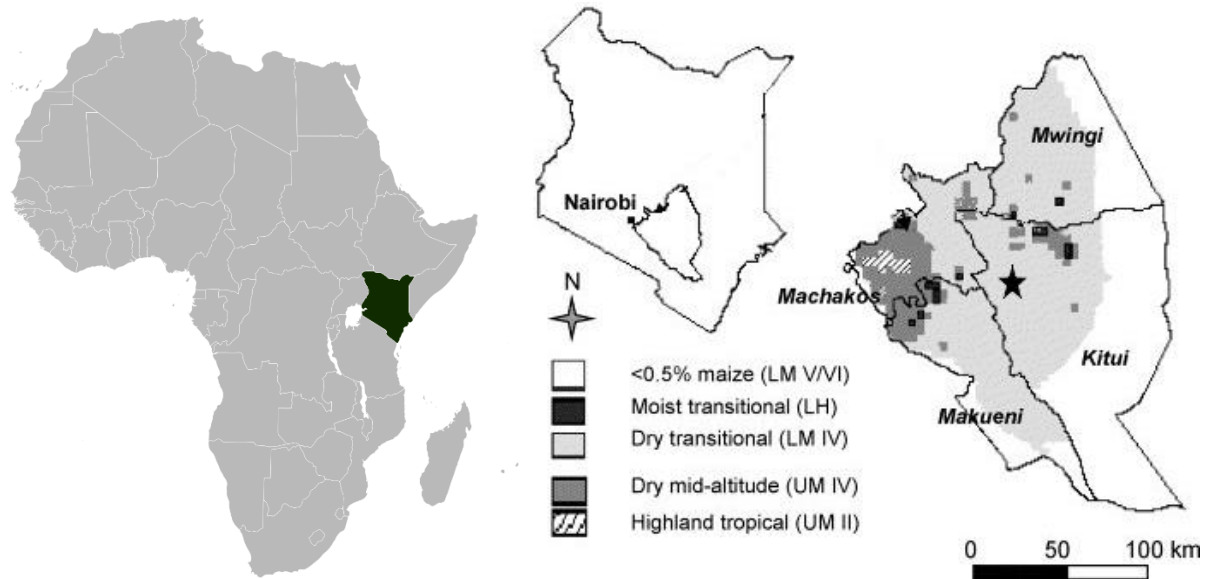 Nairobi
N
<0.5% maize (LM V/VI)
Moist transitional (LH)
Dry transitional (LM IV)
Dry mid-altitude (UM IV)
Highland tropical (UM II)
Mwingi
Machakos
Kitui
Makueni
0 50 100 km